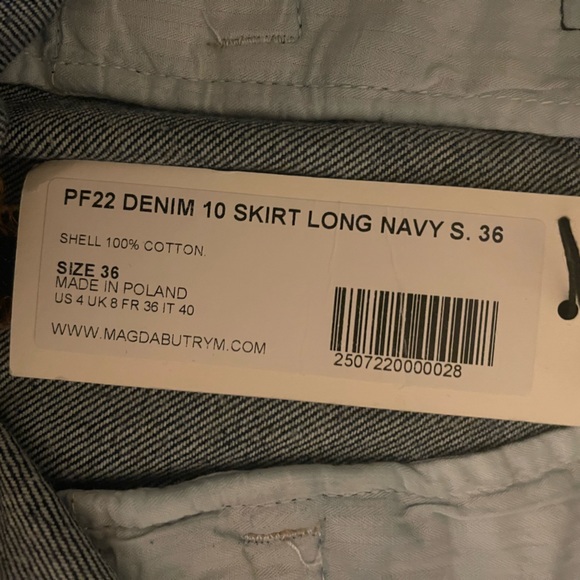 PF22 DENIM 10 SKIRT LONG NAVY S. 36
SHELL 100% COTTON.
SIZE 36
MADE IN POLAND
US 4 UK 8 FR 36 IT 40
WWW.MAGDABUTRYM.COM
2507220000028